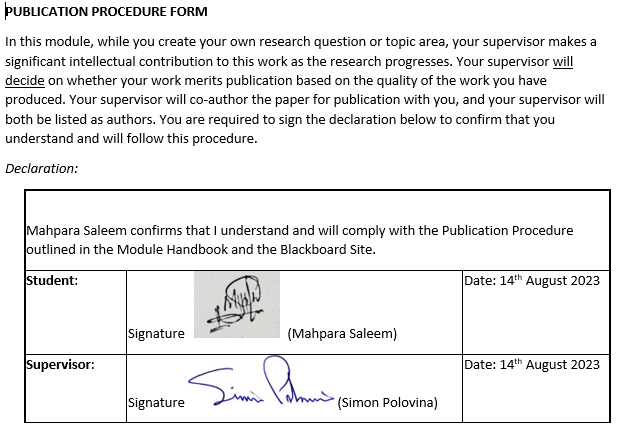 PUBLICATION PROCEDURE FORM
In this module, while you create your own research question or topic area, your supervisor makes a
significant intellectual contribution to this work as the research progresses. Your supervisor will
decide on whether your work merits publication based on the quality of the work you have
produced. Your supervisor will co-author the paper for publication with you, and your supervisor will
both be listed as authors. You are required to sign the declaration below to confirm that you
understand and will follow this procedure.
Declaration:
Mahpara Saleem confirms that I understand and will comply with the Publication Procedure
outlined in the Module Handbook and the Blackboard Site.
Student:
Signature (Mahpara Saleem)
Date: 14th August 2023
Supervisor:
Signature Simon Polovina (Simon Polovina)
Date: 14th August 2023